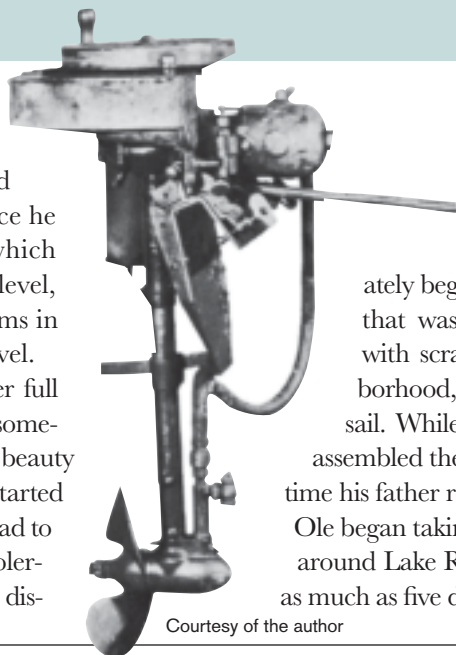 d
ce he
which
level,
ms in
vel.
er full
some-
beauty
tarted
ad to
oler-
dis-
ately beg
that was
with scra
borhood,
sail. While
assembled the
time his father r
Ole began takin
around Lake R
as much as five d
Courtesy of the author